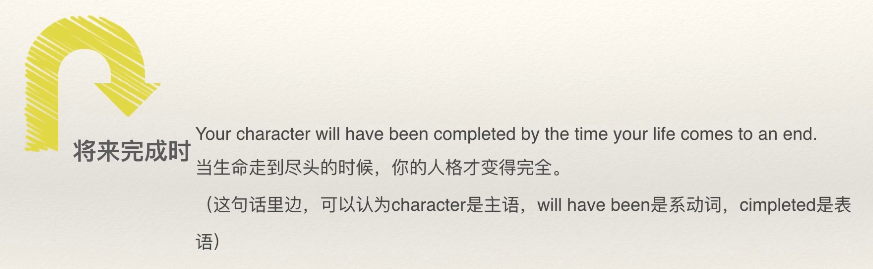 将来完成时
Your character will have been completed by the time your life comes to an end.
当生命走到尽头的时候，你的人格才变得完全。
（这句话里边，可以认为character是主语，will have been是系动词，cimpleted是表
语）